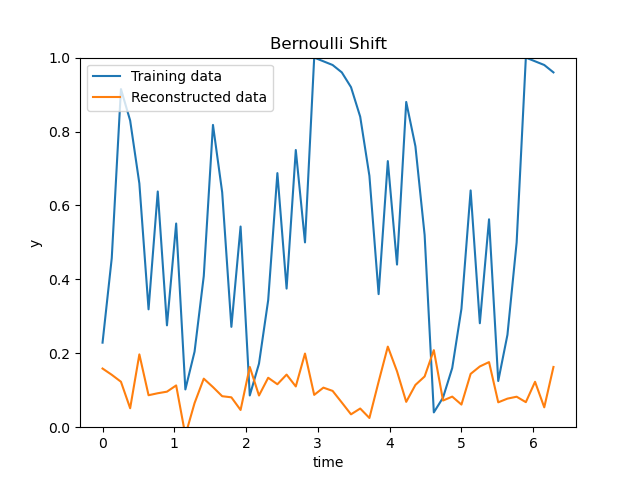 Bernoulli Shift
Training data
Reconstructed data
1.0
0.8
0.6
0.4
0.2
0.0
y
0 1 2 3 4 5 6
time